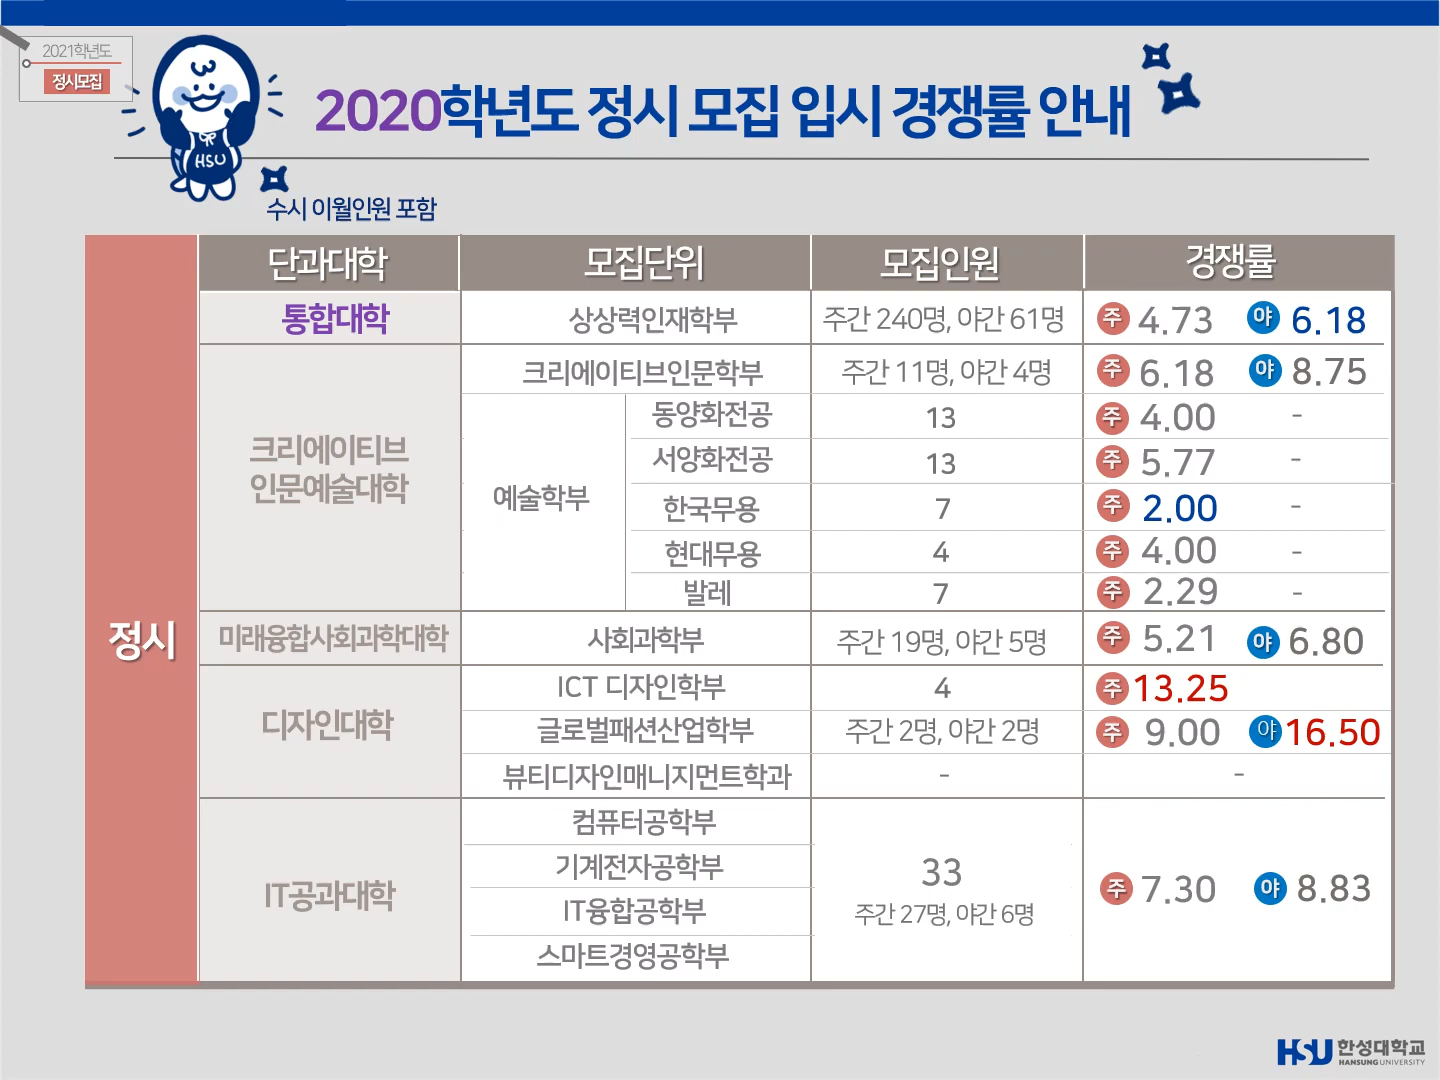 2021학년도
정시모집
HSU
2020학년도 정시 모집 입시 경쟁률 안내
수시 이월인원 포함
정시
단과대학 모집단위 모집인원 경쟁률
통합대학 상상력인재학부 주간 240명, 야간 61명 주 4.73 야 6.18
크리에이티브
인문예술대학
크리에이티브인문학부 주간 11명, 야간 4명 주 6.18 야 8.75
예술학부
동양화전공 13 주 4.00 -
서양화전공 13 주 5.77 -
한국무용 7 주 2.00 -
현대무용 4 주 4.00 -
발레 7 주 2.29 -
미래융합사회과학대학 사회과학부 주간 19명, 야간 5명 주 5.21 야 6.80
디자인대학
ICT 디자인학부 4 주 13.25
글로벌패션산업학부 주간 2명, 야간 2명 주 9.00 야 16.50
뷰티디자인매니지먼트학과 - -
IT공과대학
컴퓨터공학부
기계전자공학부
IT융합공학부
스마트경영공학부
33
주간 27명, 야간 6명
주 7.30 야 8.83
HSU 한성대학교
HANSUNG UNIVERSITY